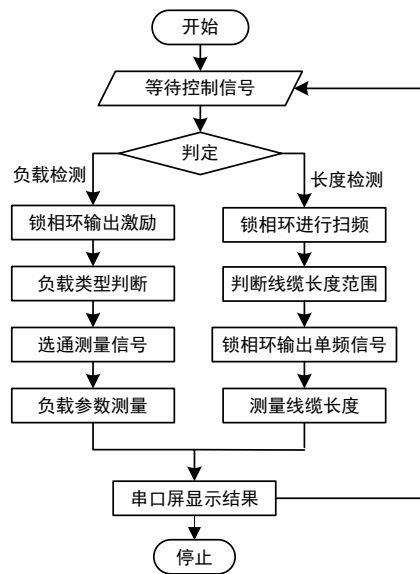 开始
等待控制信号
判定
负载检测
长度检测
锁相环输出激励
锁相环进行扫频
负载类型判断
判断线缆长度范围
选通测量信号
锁相环输出单频信号
负载参数测量
测量线缆长度
串口屏显示结果
停止